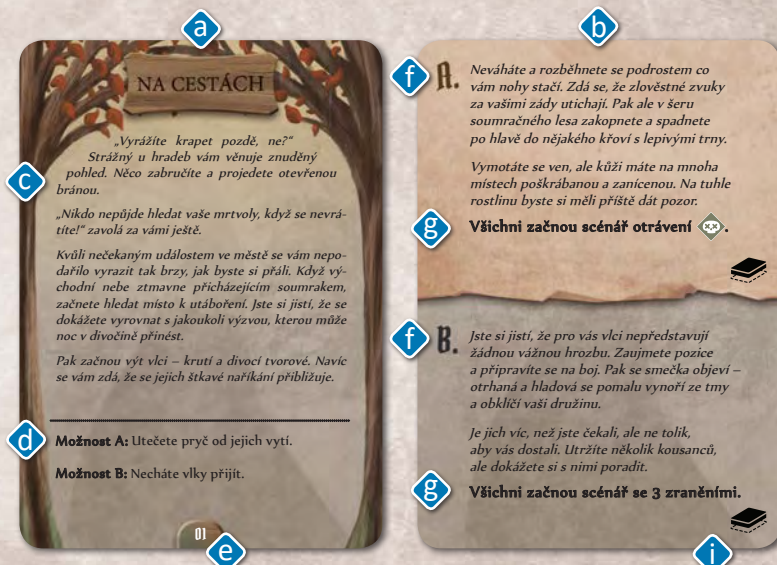 a
b
NA CESTÁCH
„Vyrážíte krapet pozdě, ne?“
Strážný u hradeb vám věnuje znuděný
pohled. Něco zabručíte a projedete otevřenou
bránou.
„Nikdo nepůjde hledat vaše mrtvoly, když se nevrá-
títe!“ zavolá za vámi ještě.
Kvůli nečekaným událostem ve městě se vám nepo-
dařilo vyrazit tak brzy, jak byste si přáli. Když vý-
chodní nebe ztmavne přicházejícím soumrakem,
začnete hledat místo k utáboření. Jste si jistí, že se
dokážete vyrovnat s jakoukoli výzvou, kterou může
noc v divočině přinést.
Pak začnou výt vlci – krutí a divocí tvorové. Navíc
se vám zdá, že se jejich štkavé naříkání přibližuje.
c
d
Možnost A: Utečete pryč od jejich vytí.
Možnost B: Necháte vlky přijít.
01
e
f
A.
Neváháte a rozběhnete se podrostem co
vám nohy stačí. Zdá se, že zlověstné zvuky
za vašimi zády utichají. Pak ale v šeru
soumračného lesa zakopnete a spadnete
po hlavě do nějakého křoví s lepivými trny.
Vymotáte se ven, ale kůži máte na mnoha
místech poškrábanou a zanícenou. Na tuhle
rostlinu byste si měli příště dát pozor.
g
Všichni začnou scénář otrávení .
f
B.
Jste si jistí, že pro vás vlci nepředstavují
žádnou vážnou hrozbu. Zaujmete pozice
a připravíte se na boj. Pak se smečka objeví –
otrhaná a hladová se pomalu vynoří ze tmy
a obklíčí vaši družinu.
Je jich víc, než jste čekali, ale ne tolik,
aby vás dostali. Utržíte několik kousanců,
ale dokážete si s nimi poradit.
g
Všichni začnou scénář se 3 zraněními.
i